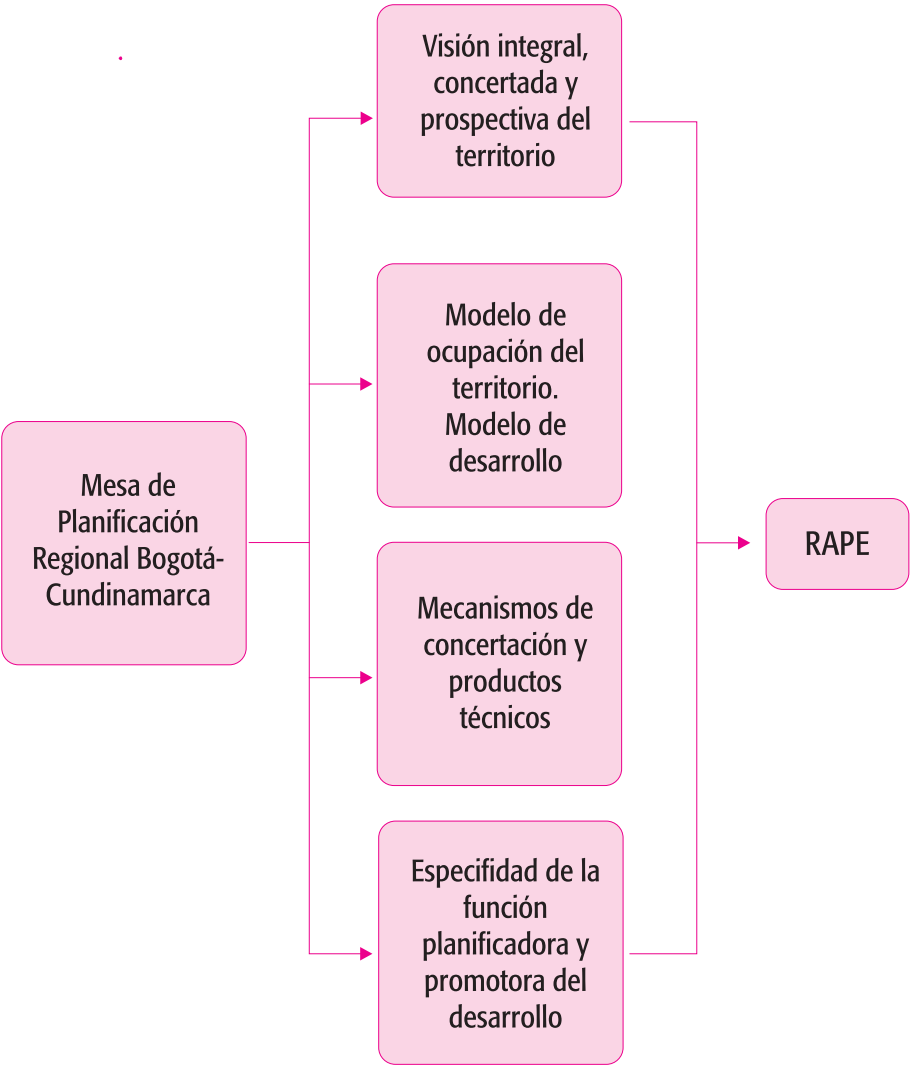 Visión integral,
concertada y
prospectiva del
territorio
Modelo de
ocupación del
territorio.
Modelo de
desarrollo
Mesa de
Planificación
Regional Bogotá-
Cundinamarca
RAPE
Mecanismos de
concertación y
productos
técnicos
Especifidad de la
función
planificadora y
promotora del
desarrollo